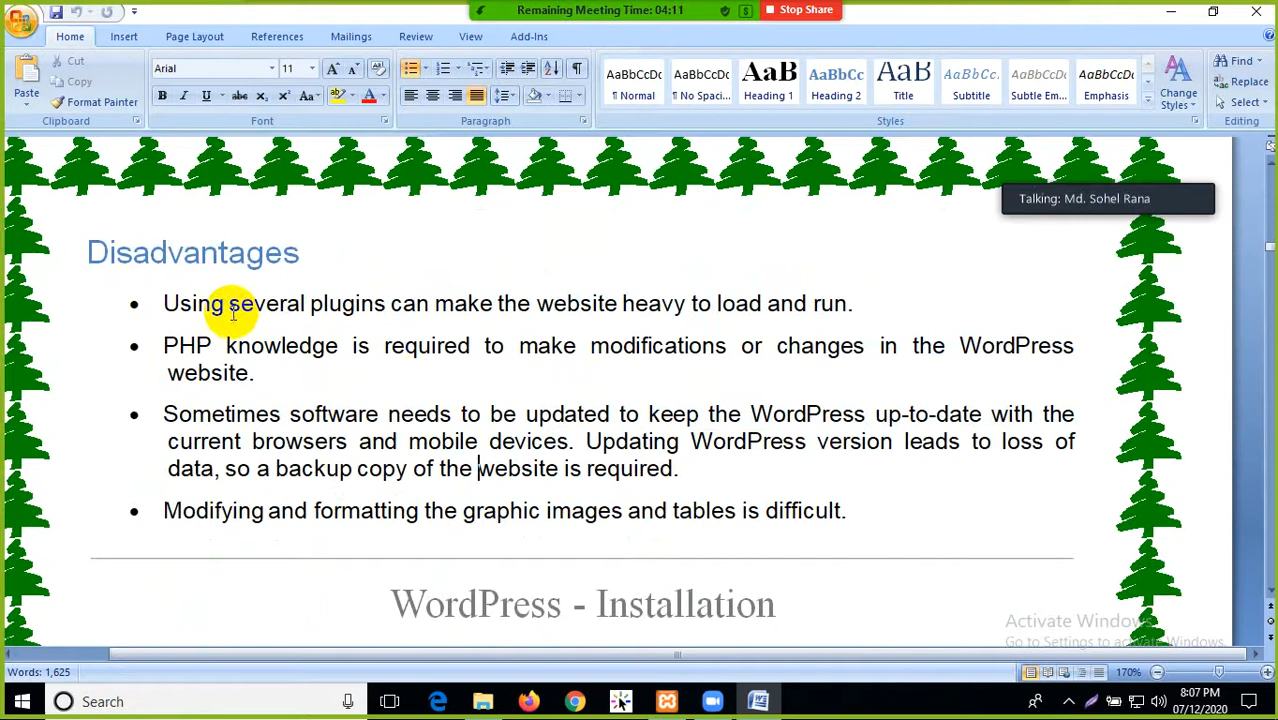 Remaining Meeting Time: 04:11
Stop Share
Home Insert Page Layout References Mailings Review View Add-Ins
Cut
Copy
Format Painter
Paste
Clipboard
Arial 11
Font
Paragraph
AaBbCcDc AaBbCcDc AaB AaBbCc AaB AaBbCc AaBbCcDc AaBbCcDc
¶ Normal ¶ No Spaci... Heading 1 Heading 2 Title Subtitle Subtle Em... Emphasis
Change Styles
Styles
Find
Replace
Select
Editing
Talking: Md. Sohel Rana
Disadvantages
• Using several plugins can make the website heavy to load and run.
• PHP knowledge is required to make modifications or changes in the WordPress
website.
• Sometimes software needs to be updated to keep the WordPress up-to-date with the
current browsers and mobile devices. Updating WordPress version leads to loss of
data, so a backup copy of the website is required.
• Modifying and formatting the graphic images and tables is difficult.
WordPress - Installation
Activate Windows
Go to Settings to activate Windows.
Words: 1,625
170%
Search
8:07 PM
07/12/2020